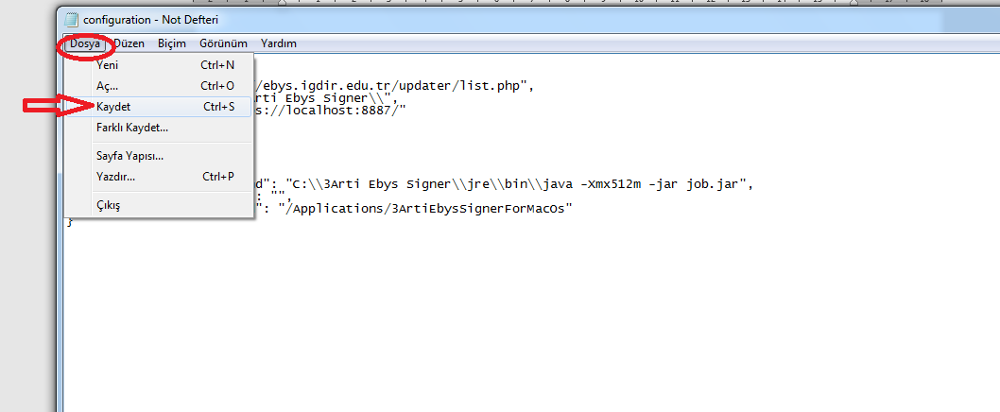 configuration - Not Defteri
Dosya Düzen Biçim Görünüm Yardım
Yeni Ctrl+N
Aç... Ctrl+O
Kaydet Ctrl+S
Farklı Kaydet...
Sayfa Yapısı...
Yazdır... Ctrl+P
Çıkış
/ebys.igdir.edu.tr/updater/list.php",
Arti Ebys Signer\\",
s://localhost:8887/"
d": "C:\\3Arti Ebys Signer\\jre\\bin\\java -Xmx512m -jar job.jar",
: "",
": "/Applications/3ArtiEbysSignerForMacOs"
}